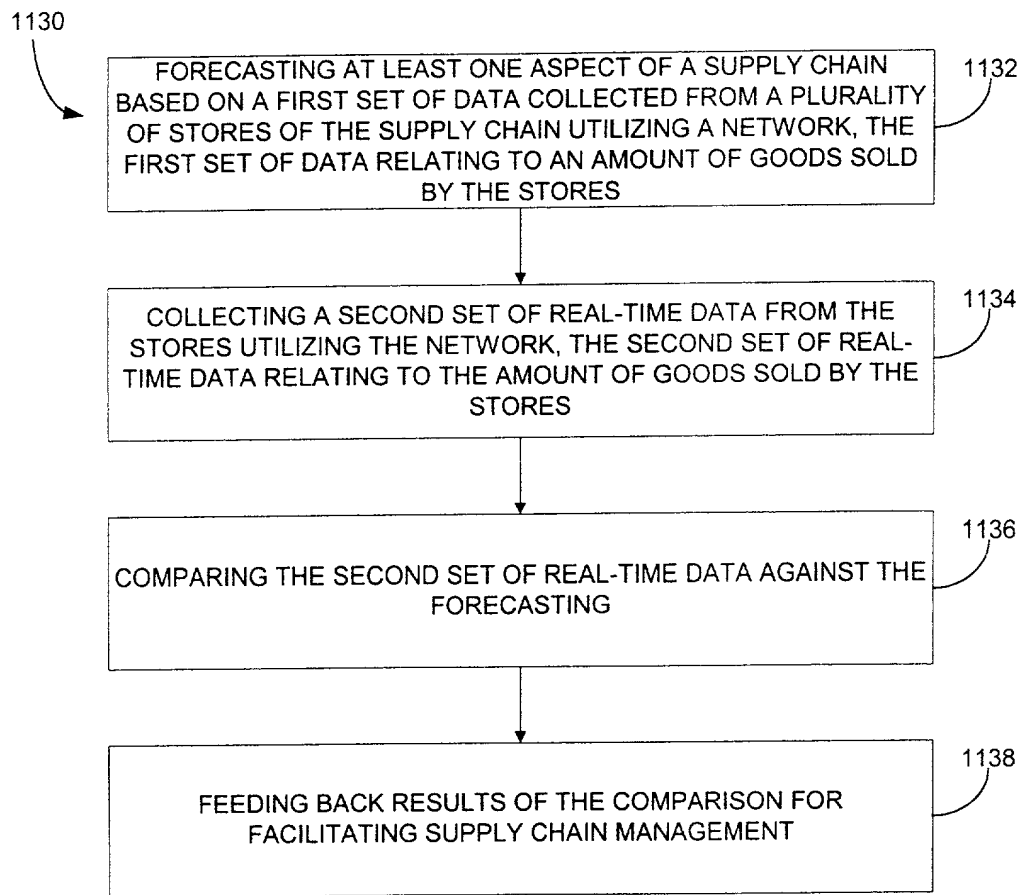 1130
FORECASTING AT LEAST ONE ASPECT OF A SUPPLY CHAIN
BASED ON A FIRST SET OF DATA COLLECTED FROM A PLURALITY
OF STORES OF THE SUPPLY CHAIN UTILIZING A NETWORK, THE
FIRST SET OF DATA RELATING TO AN AMOUNT OF GOODS SOLD
BY THE STORES
1132
COLLECTING A SECOND SET OF REAL-TIME DATA FROM THE
STORES UTILIZING THE NETWORK, THE SECOND SET OF REAL-
TIME DATA RELATING TO THE AMOUNT OF GOODS SOLD BY THE
STORES
1134
COMPARING THE SECOND SET OF REAL-TIME DATA AGAINST THE
FORECASTING
1136
FEEDING BACK RESULTS OF THE COMPARISON FOR
FACILITATING SUPPLY CHAIN MANAGEMENT
1138